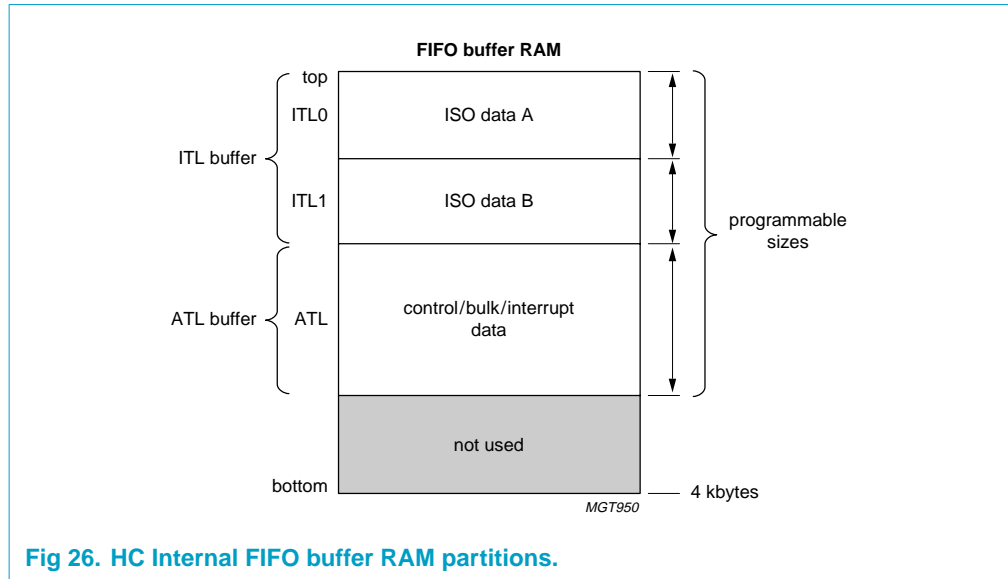 FIFO buffer RAM
top
ITL0
ISO data A
ITL buffer
ITL1
ISO data B
programmable
sizes
ATL buffer
ATL
control/bulk/interrupt
data
not used
bottom
4 kbytes
MGT950
Fig 26. HC Internal FIFO buffer RAM partitions.